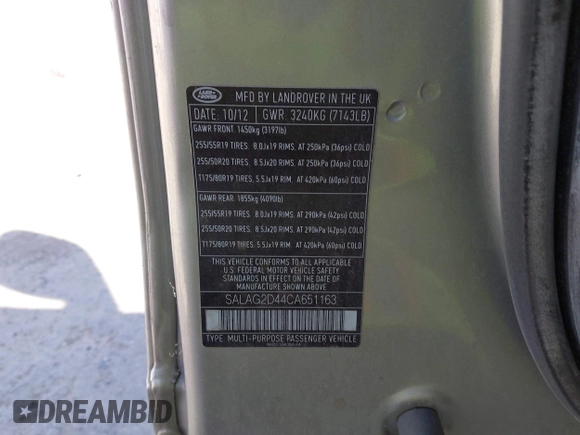 LAND ROVER
MFD BY LANDROVER IN THE UK
DATE: 10/12 GWR: 3240KG (7143LB)
GAWR FRONT: 1450kg (3197lb)
255/55R19 TIRES. 8.0Jx19 RIMS. AT 250kPa (36psi) COLD
255/50R20 TIRES. 8.5Jx20 RIMS. AT 250kPa (36psi) COLD
T175/80R19 TIRES. 5.5Jx19 RIM. AT 420kPa (60psi) COLD
GAWR REAR: 1855kg (4090lb)
255/55R19 TIRES. 8.0Jx19 RIMS. AT 290kPa (42psi) COLD
255/50R20 TIRES. 8.5Jx20 RIMS. AT 290kPa (42psi) COLD
T175/80R19 TIRES. 5.5Jx19 RIM. AT 420kPa (60psi) COLD
THIS VEHICLE CONFORMS TO ALL APPLICABLE
U.S. FEDERAL MOTOR VEHICLE SAFETY
STANDARDS IN EFFECT ON THE DATE OF
MANUFACTURE SHOWN ABOVE
SALAG2D44CA651163
TYPE: MULTI-PURPOSE PASSENGER VEHICLE
DREAMBID